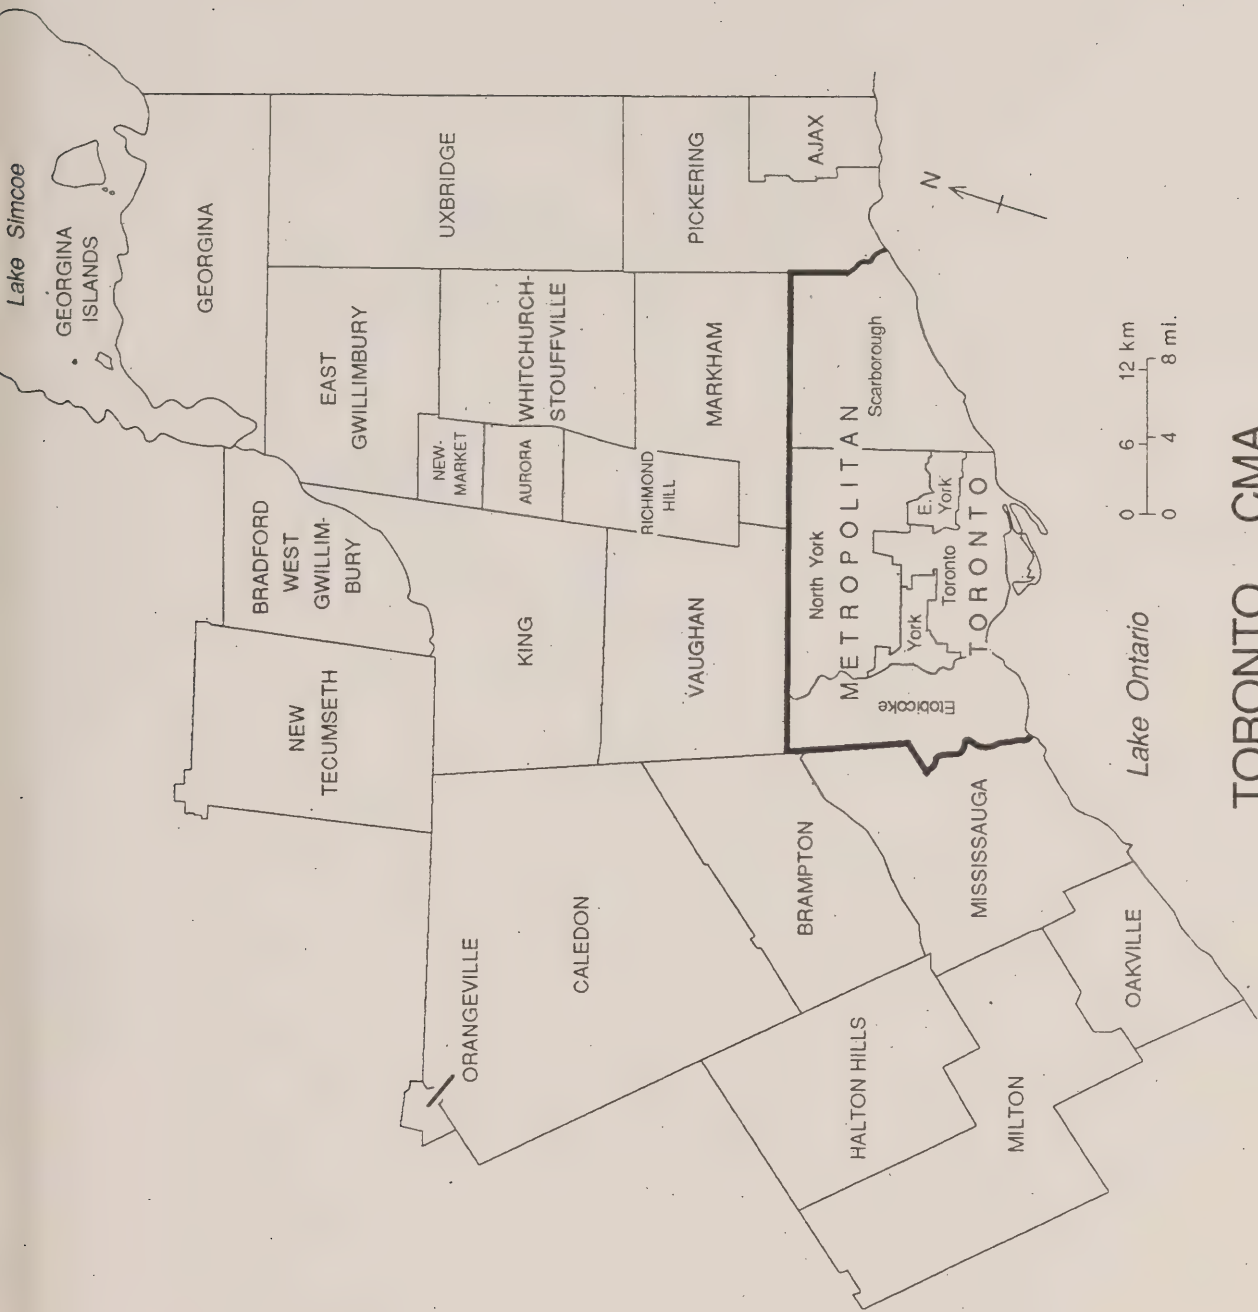 Lake Simcoe
GEORGINA
ISLANDS
GEORGINA
UXBRIDGE
PICKERING
AJAX
N
EAST
GWILLIMBURY
WHITCHURCH-
STOUFFVILLE
MARKHAM
NEW-
MARKET
AURORA
RICHMOND
HILL
BRADFORD
WEST
GWILLIM-
BURY
KING
VAUGHAN
NEW
TECUMSETH
METROPOLITAN
TORONTO
Scarborough
North York
E.
York
Toronto
York
Etobicoke
0 6 12 km
0 4 8 mi.
Lake Ontario
ORANGEVILLE
CALEDON
BRAMPTON
MISSISSAUGA
HALTON HILLS
MILTON
OAKVILLE
TORONTO CMA